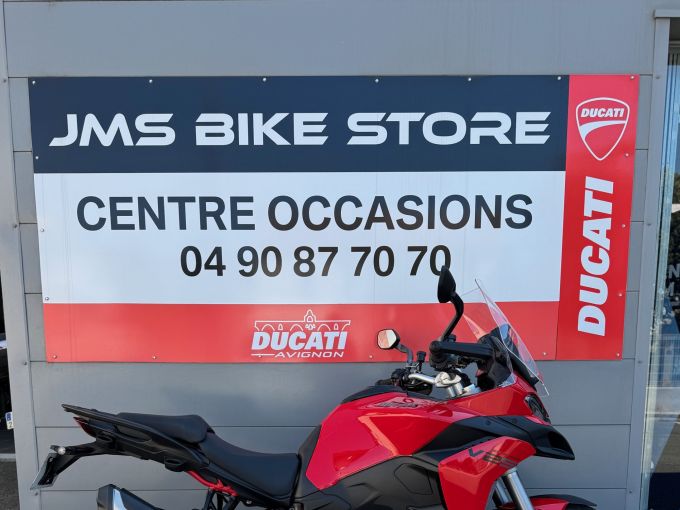 JMS BIKE STORE
DUCATI
CENTRE OCCASIONS
04 90 87 70 70
DUCATI
DUCATI
AVIGNON